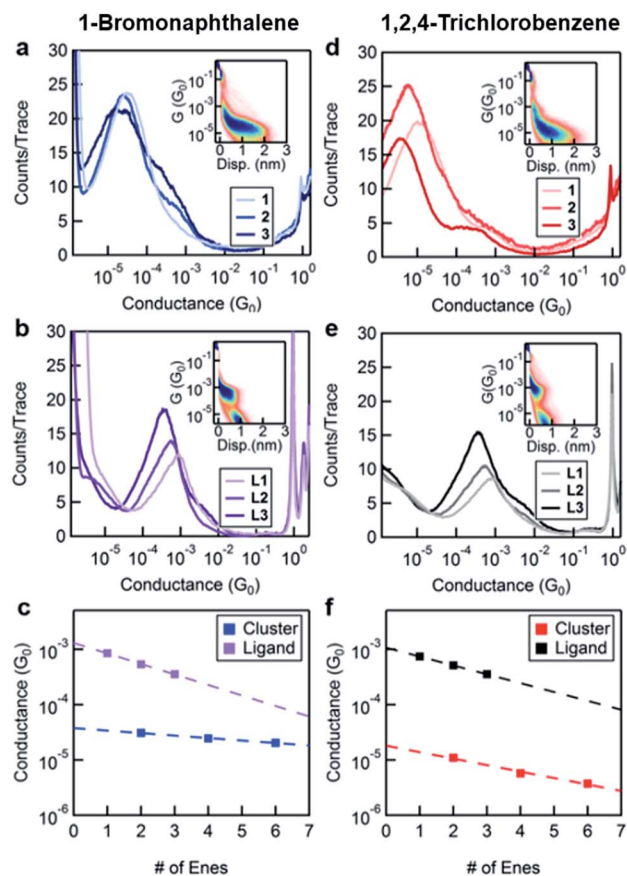 1-Bromonaphthalene
1,2,4-Trichlorobenzene
a
Counts/Trace
30
25
20
15
10
5
0
G (G₀)
10⁻¹
10⁻³
10⁻⁵
0 1 2 3
Disp. (nm)
1
2
3
10⁻⁵ 10⁻⁴ 10⁻³ 10⁻² 10⁻¹ 10⁰
Conductance (G₀)
d
Counts/Trace
30
25
20
15
10
5
0
G(G₀)
10⁻¹
10⁻³
10⁻⁵
0 1 2 3
Disp. (nm)
1
2
3
10⁻⁵ 10⁻⁴ 10⁻³ 10⁻² 10⁻¹ 10⁰
Conductance (G₀)
b
Counts/Trace
30
25
20
15
10
5
0
G (G₀)
10⁻¹
10⁻³
10⁻⁵
0 1 2 3
Disp.(nm)
L1
L2
L3
10⁻⁵ 10⁻⁴ 10⁻³ 10⁻² 10⁻¹ 10⁰
Conductance (G₀)
e
Counts/Trace
30
25
20
15
10
5
0
G(G₀)
10⁻¹
10⁻³
10⁻⁵
0 1 2 3
Disp. (nm)
L1
L2
L3
10⁻⁵ 10⁻⁴ 10⁻³ 10⁻² 10⁻¹ 10⁰
Conductance (G₀)
c
Conductance (G₀)
10⁻³
10⁻⁴
10⁻⁵
10⁻⁶
Cluster
Ligand
0 1 2 3 4 5 6 7
# of Enes
f
Conductance (G₀)
10⁻³
10⁻⁴
10⁻⁵
10⁻⁶
Cluster
Ligand
0 1 2 3 4 5 6 7
# of Enes